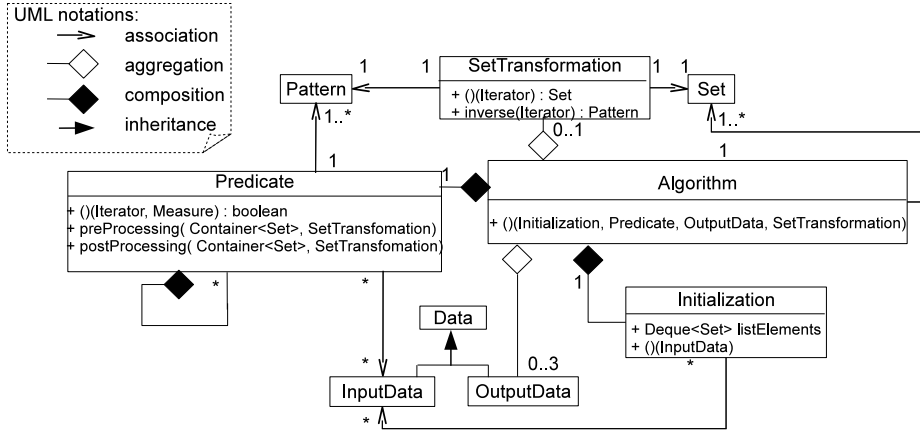 UML notations:
association
aggregation
composition
inheritance
SetTransformation
+ ()(Iterator) : Set
+ inverse(Iterator) : Pattern
1
1
1
1
Pattern
Set
1..*
1..*
0..1
1
1
1
Predicate
+ ()(Iterator, Measure) : boolean
+ preProcessing( Container<Set>, SetTransfomation)
+ postProcessing( Container<Set>, SetTransfomation)
Algorithm
+ ()(Initialization, Predicate, OutputData, SetTransformation)
*
*
1
Initialization
+ Deque<Set> listElements
+ ()(InputData)
Data
*
0..3
*
InputData
OutputData
*